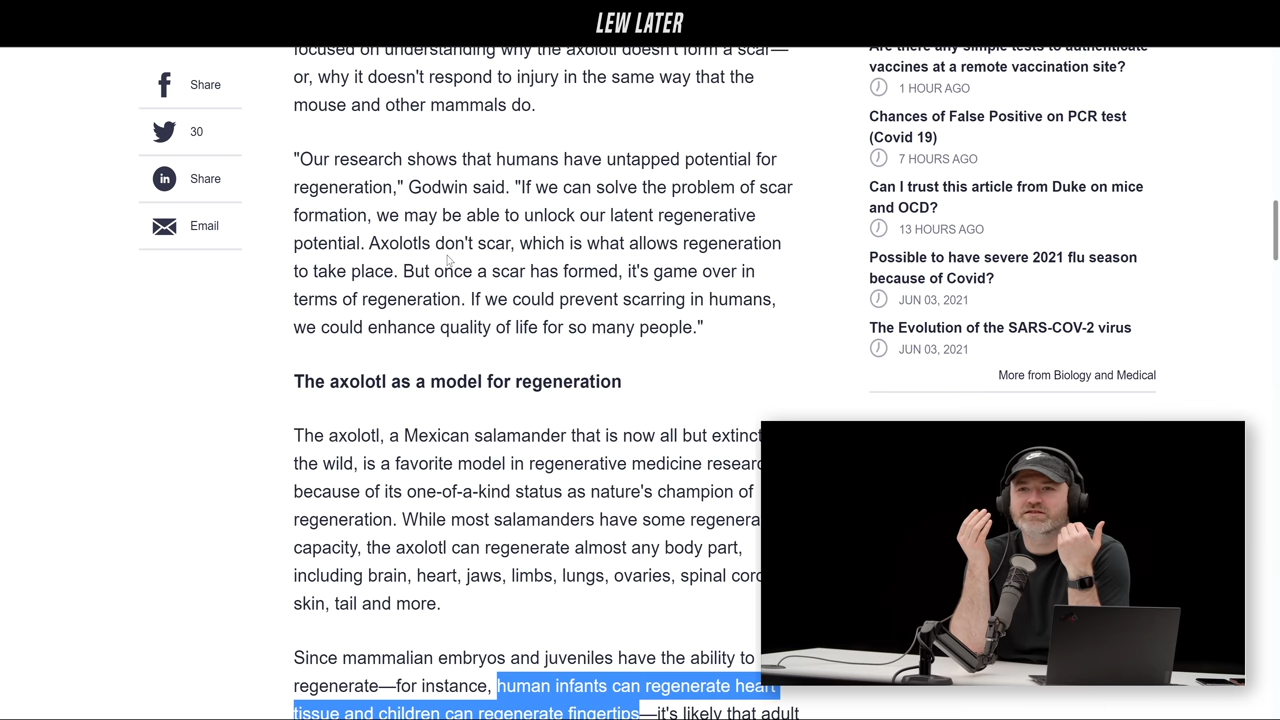 LEW LATER
focused on understanding why the axolotl doesn't form a scar—
or, why it doesn't respond to injury in the same way that the
mouse and other mammals do.
"Our research shows that humans have untapped potential for
regeneration," Godwin said. "If we can solve the problem of scar
formation, we may be able to unlock our latent regenerative
potential. Axolotls don't scar, which is what allows regeneration
to take place. But once a scar has formed, it's game over in
terms of regeneration. If we could prevent scarring in humans,
we could enhance quality of life for so many people."
The axolotl as a model for regeneration
The axolotl, a Mexican salamander that is now all but extinct
the wild, is a favorite model in regenerative medicine researc
because of its one-of-a-kind status as nature's champion of
regeneration. While most salamanders have some regenera
capacity, the axolotl can regenerate almost any body part,
including brain, heart, jaws, limbs, lungs, ovaries, spinal cord
skin, tail and more.
Since mammalian embryos and juveniles have the ability to
regenerate—for instance, human infants can regenerate heart
tissue and children can regenerate fingertips—it's likely that adult
Share
30
Share
Email
Are there any simple tests to authenticate
vaccines at a remote vaccination site?
1 HOUR AGO
Chances of False Positive on PCR test
(Covid 19)
7 HOURS AGO
Can I trust this article from Duke on mice
and OCD?
13 HOURS AGO
Possible to have severe 2021 flu season
because of Covid?
JUN 03, 2021
The Evolution of the SARS-COV-2 virus
JUN 03, 2021
More from Biology and Medical